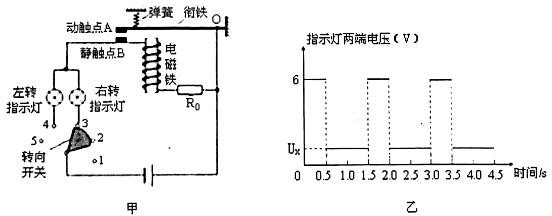 弹簧 衔铁
动触点A
O
静触点B
电磁铁
左转指示灯
右转指示灯
R₀
4
3
5
2
转向开关
1
甲
指示灯两端电压(V)
6
Uₓ
0 0.5 1.0 1.5 2.0 2.5 3.0 3.5 4.0 4.5 时间/s
乙